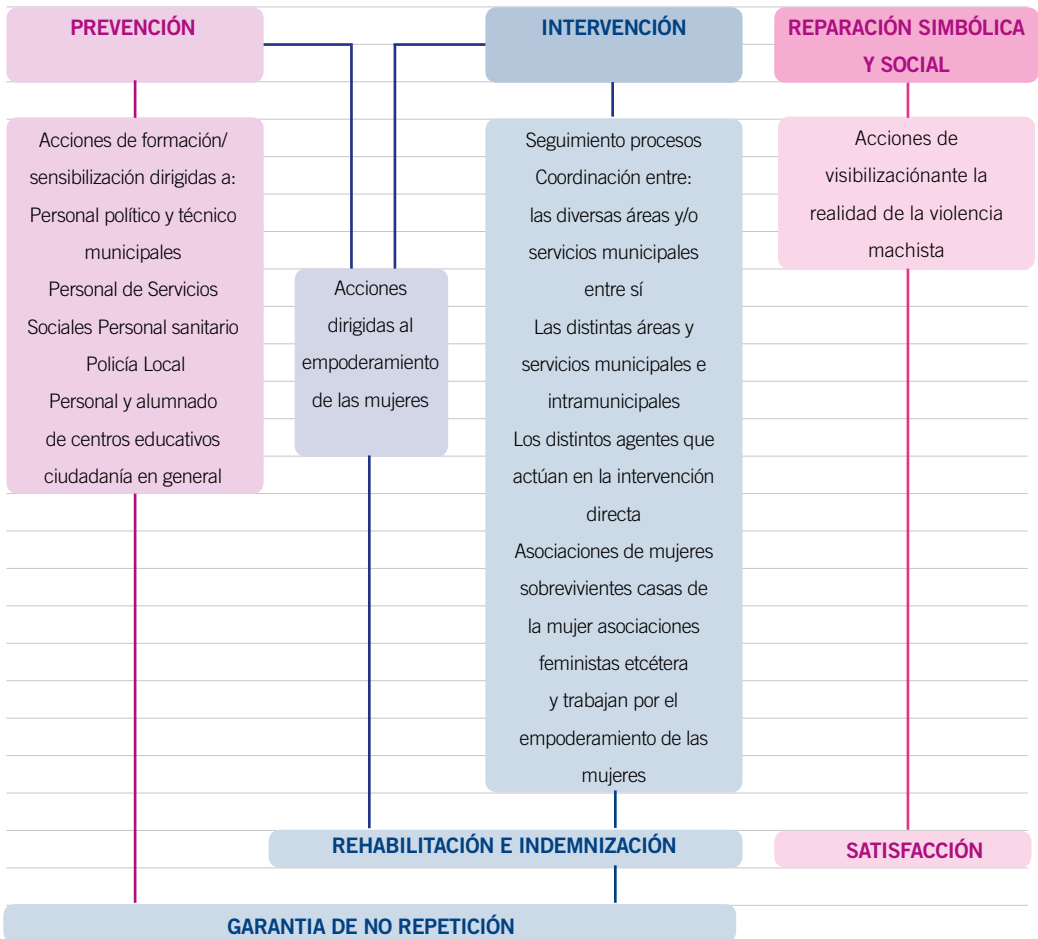 PREVENCIÓN
Acciones de formación/
sensibilización dirigidas a:
Personal político y técnico
municipales
Personal de Servicios
Sociales Personal sanitario
Policía Local
Personal y alumnado
de centros educativos
ciudadanía en general
Acciones
dirigidas al
empoderamiento
de las mujeres
INTERVENCIÓN
Seguimiento procesos
Coordinación entre:
las diversas áreas y/o
servicios municipales
entre sí
Las distintas áreas y
servicios municipales e
intramunicipales
Los distintos agentes que
actúan en la intervención
directa
Asociaciones de mujeres
sobrevivientes casas de
la mujer asociaciones
feministas etcétera
y trabajan por el
empoderamiento de las
mujeres
REPARACIÓN SIMBÓLICA
Y SOCIAL
Acciones de
visibilizaciónante la
realidad de la violencia
machista
REHABILITACIÓN E INDEMNIZACIÓN
SATISFACCIÓN
GARANTIA DE NO REPETICIÓN